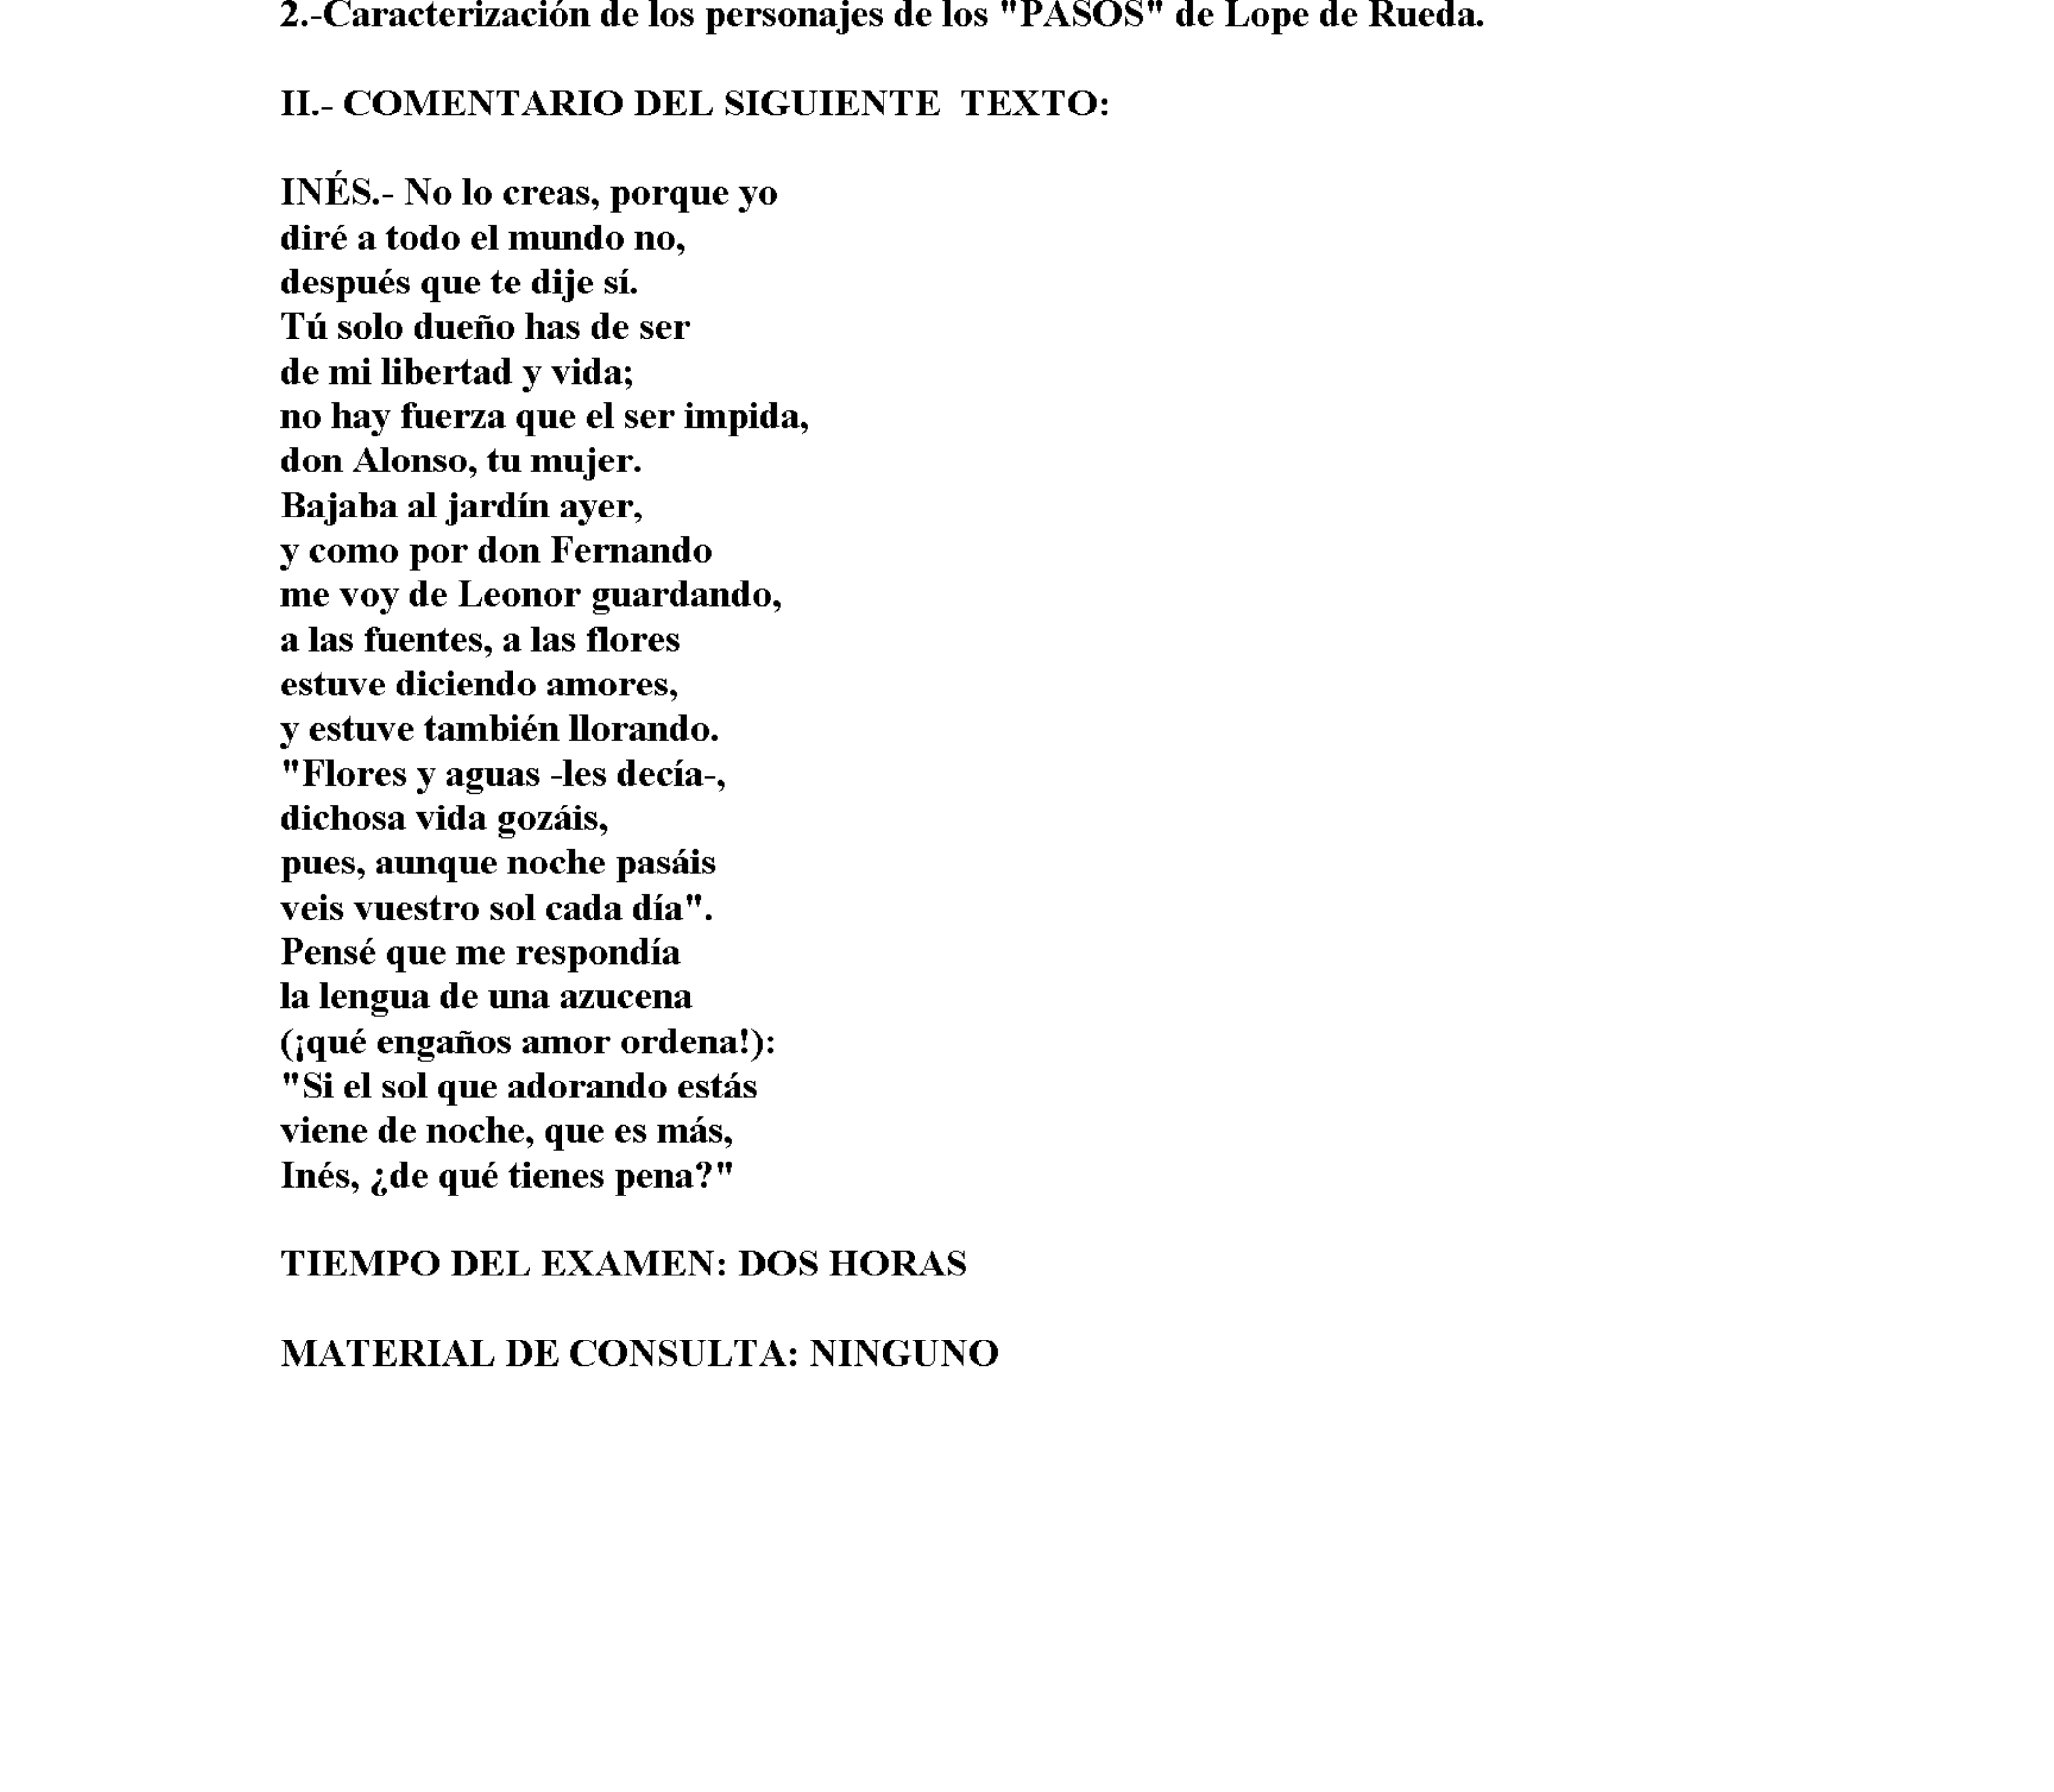 2.-Caracterización de los personajes de los "PASOS" de Lope de Rueda.
II.- COMENTARIO DEL SIGUIENTE TEXTO:
INÉS.- No lo creas, porque yo
diré a todo el mundo no,
después que te dije sí.
Tú solo dueño has de ser
de mi libertad y vida;
no hay fuerza que el ser impida,
don Alonso, tu mujer.
Bajaba al jardín ayer,
y como por don Fernando
me voy de Leonor guardando,
a las fuentes, a las flores
estuve diciendo amores,
y estuve también llorando.
"Flores y aguas -les decía-,
dichosa vida gozáis,
pues, aunque noche pasáis
veis vuestro sol cada día".
Pensé que me respondía
la lengua de una azucena
(¡qué engaños amor ordena!):
"Si el sol que adorando estás
viene de noche, que es más,
Inés, ¿de qué tienes pena?"
TIEMPO DEL EXAMEN: DOS HORAS
MATERIAL DE CONSULTA: NINGUNO